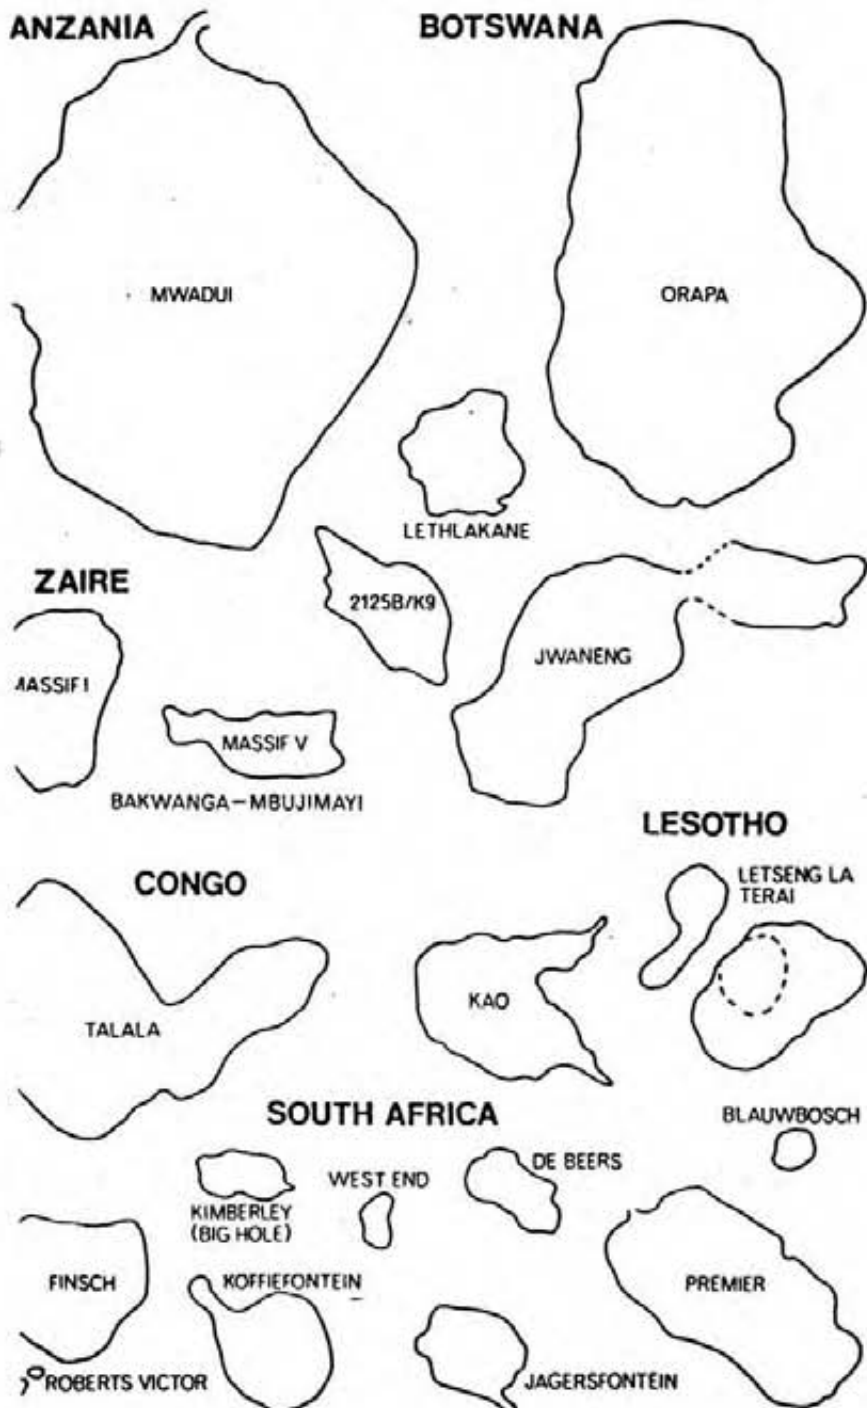 ANZANIA
BOTSWANA
MWADUI
ORAPA
LETHLAKANE
ZAIRE
2125B/K9
JWANENG
MASSIF I
MASSIF V
BAKWANGA–MBUJIMAYI
LESOTHO
CONGO
LETSENG LA
TERAI
KAO
TALALA
SOUTH AFRICA
BLAUWBOSCH
DE BEERS
WEST END
KIMBERLEY
(BIG HOLE)
FINSCH
KOFFIEFONTEIN
PREMIER
ROBERTS VICTOR
JAGERSFONTEIN